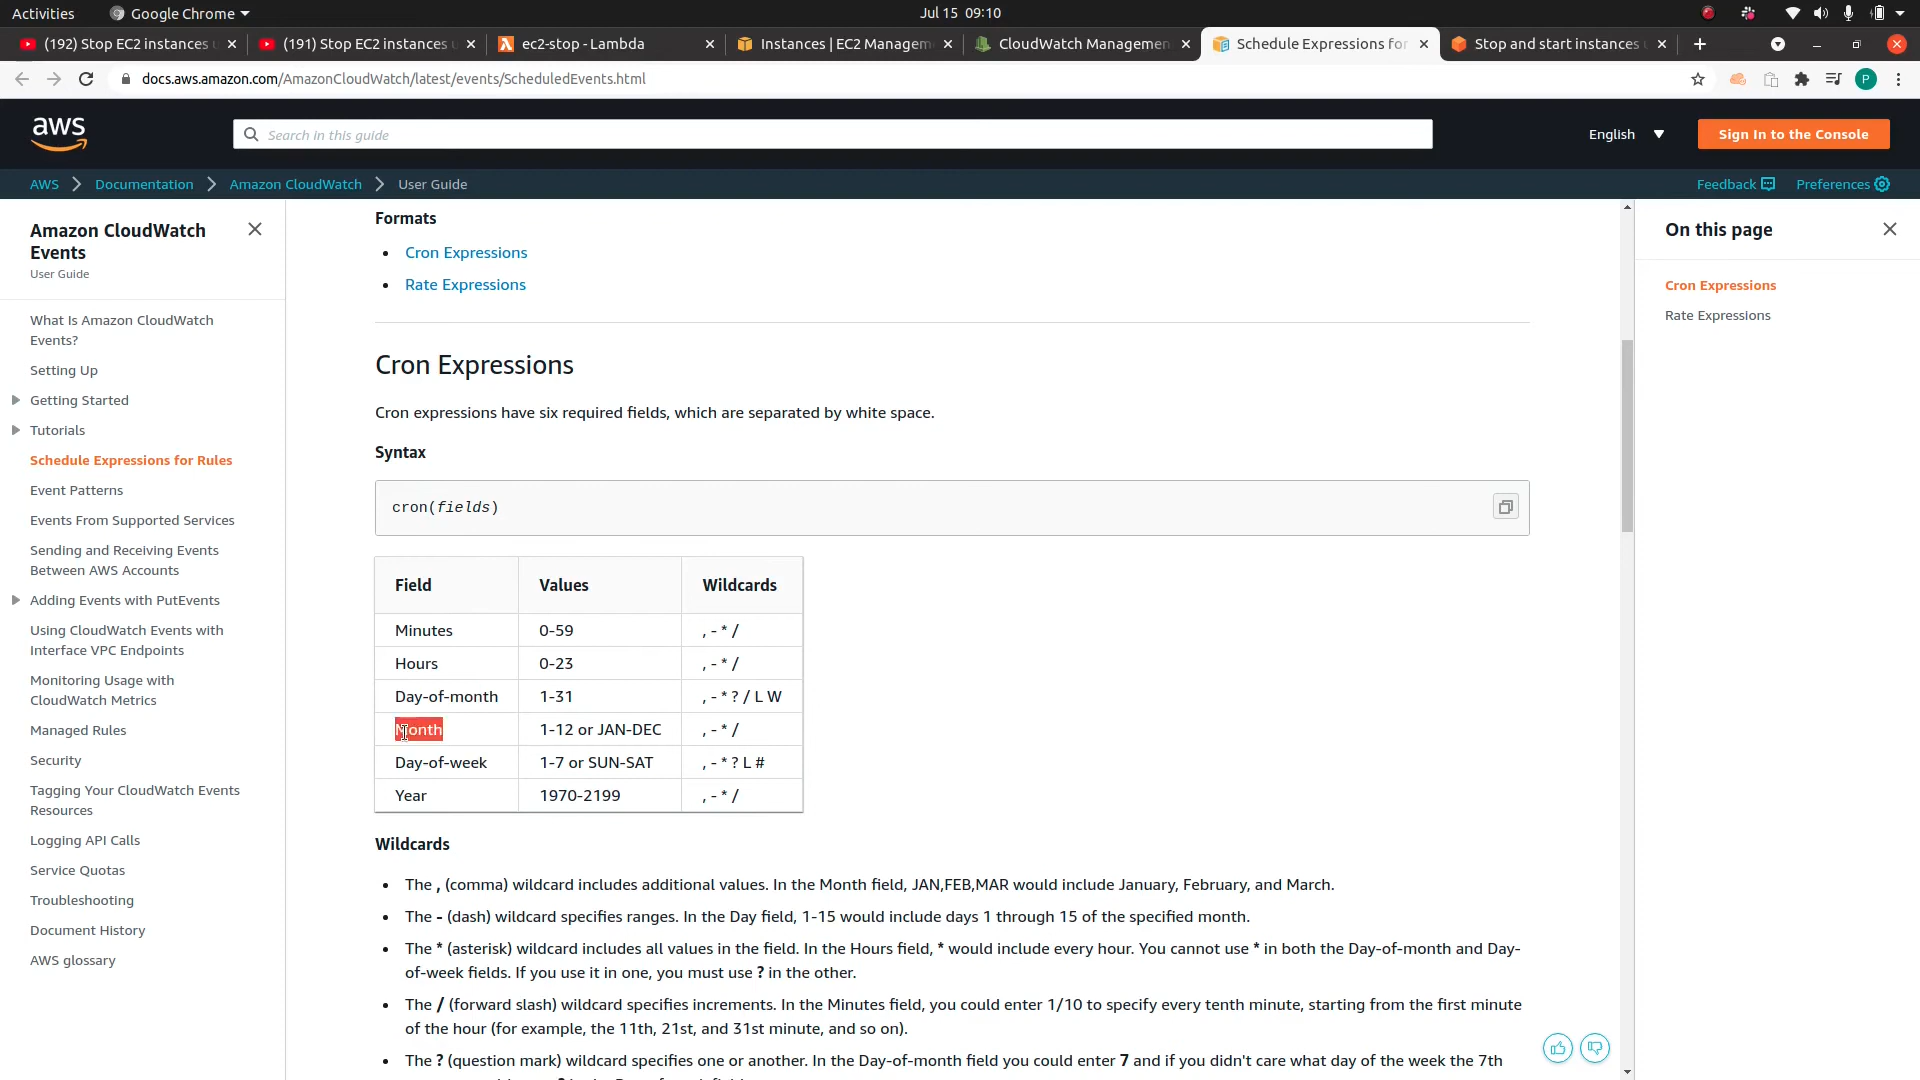 Activities
Google Chrome
Jul 15 09:10
(192) Stop EC2 instances
(191) Stop EC2 instances
ec2-stop - Lambda
Instances | EC2 Managem
CloudWatch Managemen
Schedule Expressions for
Stop and start instances
docs.aws.amazon.com/AmazonCloudWatch/latest/events/ScheduledEvents.html
P
aws
Search in this guide
English
Sign In to the Console
AWS
Documentation
Amazon CloudWatch
User Guide
Feedback
Preferences
Amazon CloudWatch
Events
User Guide
What Is Amazon CloudWatch
Events?
Setting Up
Getting Started
Tutorials
Schedule Expressions for Rules
Event Patterns
Events From Supported Services
Sending and Receiving Events
Between AWS Accounts
Adding Events with PutEvents
Using CloudWatch Events with
Interface VPC Endpoints
Monitoring Usage with
CloudWatch Metrics
Managed Rules
Security
Tagging Your CloudWatch Events
Resources
Logging API Calls
Service Quotas
Troubleshooting
Document History
AWS glossary
Formats
• Cron Expressions
• Rate Expressions
Cron Expressions
Cron expressions have six required fields, which are separated by white space.
Syntax
cron(fields)
Field Values Wildcards
Minutes 0-59 , - * /
Hours 0-23 , - * /
Day-of-month 1-31 , - * ? / L W
Month 1-12 or JAN-DEC , - * /
Day-of-week 1-7 or SUN-SAT , - * ? L #
Year 1970-2199 , - * /
Wildcards
• The , (comma) wildcard includes additional values. In the Month field, JAN,FEB,MAR would include January, February, and March.
• The - (dash) wildcard specifies ranges. In the Day field, 1-15 would include days 1 through 15 of the specified month.
• The * (asterisk) wildcard includes all values in the field. In the Hours field, * would include every hour. You cannot use * in both the Day-of-month and Day-
of-week fields. If you use it in one, you must use ? in the other.
• The / (forward slash) wildcard specifies increments. In the Minutes field, you could enter 1/10 to specify every tenth minute, starting from the first minute
of the hour (for example, the 11th, 21st, and 31st minute, and so on).
• The ? (question mark) wildcard specifies one or another. In the Day-of-month field you could enter 7 and if you didn't care what day of the week the 7th
On this page
Cron Expressions
Rate Expressions